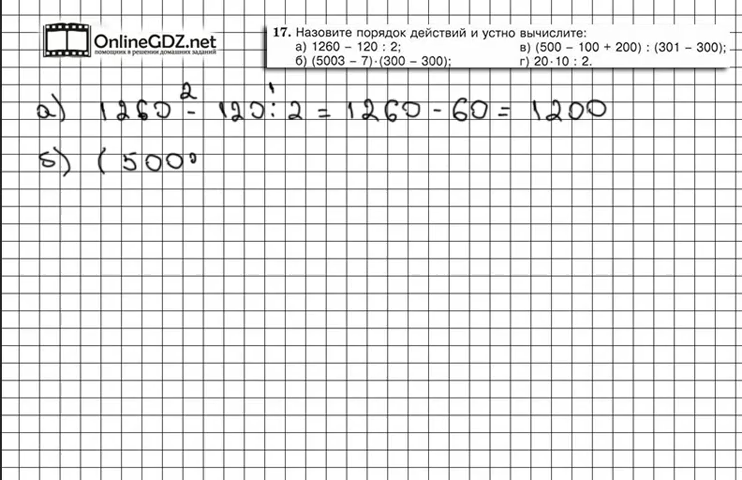 OnlineGDZ.net
помощник в решении домашних заданий
17. Назовите порядок действий и устно вычислите:
а) 1260 – 120 : 2;
в) (500 – 100 + 200) : (301 – 300);
б) (5003 – 7)·(300 – 300);
г) 20·10 : 2.
2 1
а) 1260 - 120 : 2 = 1260 - 60 = 1200
б) (500